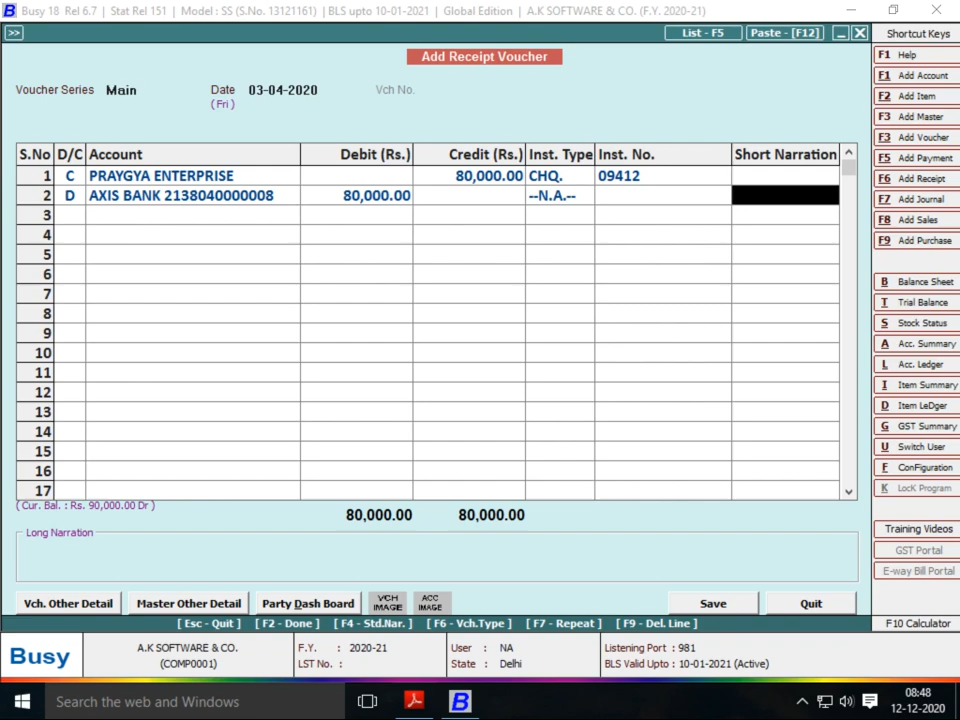 Busy 18 Rel 6.7 | Stat Rel 151 | Model : SS (S.No. 13121161) | BLS upto 10-01-2021 | Global Edition | A.K SOFTWARE & CO. (F.Y. 2020-21)
>> List - F5 Paste - [F12]
Add Receipt Voucher
Voucher Series Main Date 03-04-2020 Vch No.
(Fri)
S.No D/C Account Debit (Rs.) Credit (Rs.) Inst. Type Inst. No. Short Narration
1 C PRAYGYA ENTERPRISE 80,000.00 CHQ. 09412
2 D AXIS BANK 2138040000008 80,000.00 --N.A.--
3
4
5
6
7
8
9
10
11
12
13
14
15
16
17
( Cur. Bal. : Rs. 90,000.00 Dr )
80,000.00 80,000.00
Long Narration
Vch. Other Detail Master Other Detail Party Dash Board VCH IMAGE ACC IMAGE Save Quit
[ Esc - Quit ] [ F2 - Done ] [ F4 - Std.Nar. ] [ F6 - Vch.Type ] [ F7 - Repeat ] [ F9 - Del. Line ]
Shortcut Keys
F1 Help
F1 Add Account
F2 Add Item
F3 Add Master
F3 Add Voucher
F5 Add Payment
F6 Add Receipt
F7 Add Journal
F8 Add Sales
F9 Add Purchase
B Balance Sheet
T Trial Balance
S Stock Status
A Acc. Summary
L Acc. Ledger
I Item Summary
D Item LeDger
G GST Summary
U Switch User
F ConFiguration
K LocK Program
Training Videos
GST Portal
E-way Bill Portal
F10 Calculator
Busy
A.K SOFTWARE & CO.
(COMP0001)
F.Y. : 2020-21
LST No. :
User : NA
State : Delhi
Listening Port : 981
BLS Valid Upto : 10-01-2021 (Active)
Search the web and Windows
08:48
12-12-2020